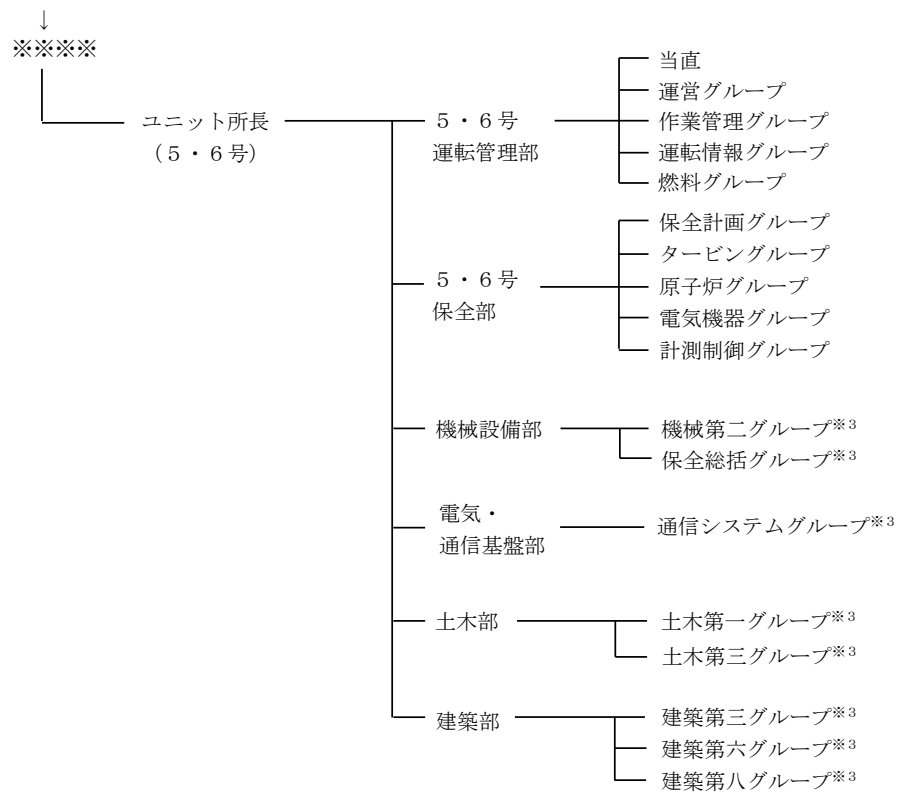 ↓
※※※※
ユニット所長
(5・6号)
5・6号
運転管理部
当直
運営グループ
作業管理グループ
運転情報グループ
燃料グループ
5・6号
保全部
保全計画グループ
タービングループ
原子炉グループ
電気機器グループ
計測制御グループ
機械設備部
機械第二グループ※3
保全総括グループ※3
電気・
通信基盤部
通信システムグループ※3
土木部
土木第一グループ※3
土木第三グループ※3
建築部
建築第三グループ※3
建築第六グループ※3
建築第八グループ※3